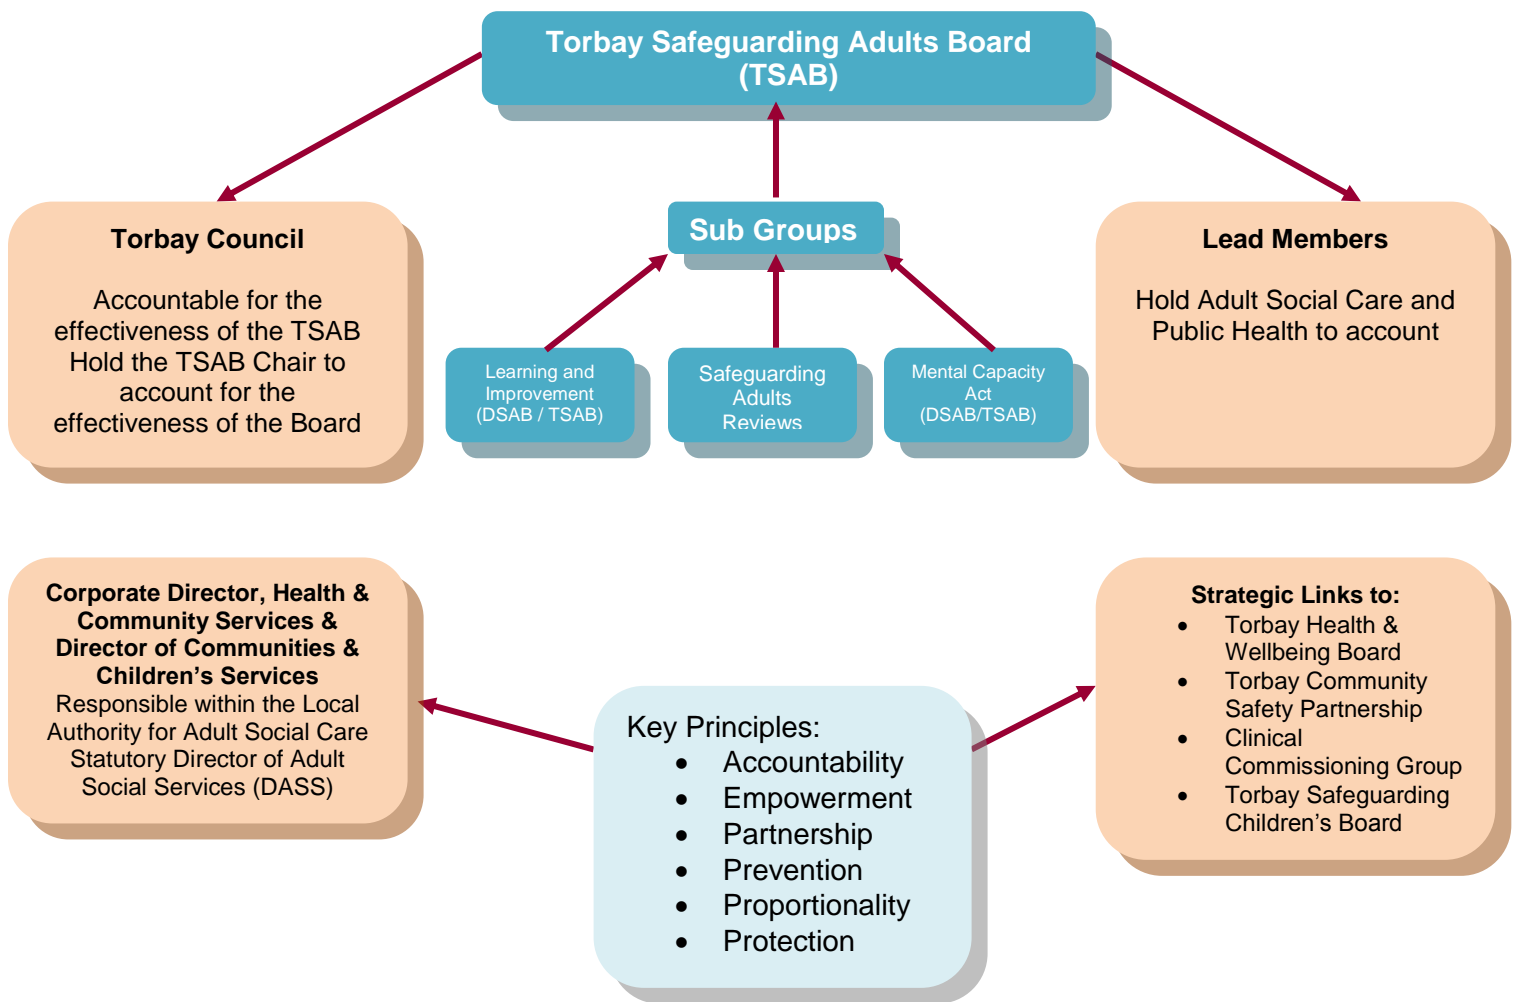 Torbay Safeguarding Adults Board
(TSAB)
Torbay Council
Accountable for the
effectiveness of the TSAB
Hold the TSAB Chair to
account for the
effectiveness of the Board
Sub Groups
Lead Members
Hold Adult Social Care and
Public Health to account
Learning and
Improvement
(DSAB / TSAB)
Safeguarding
Adults
Reviews
Mental Capacity
Act
(DSAB/TSAB)
Corporate Director, Health &
Community Services &
Director of Communities &
Children’s Services
Responsible within the Local
Authority for Adult Social Care
Statutory Director of Adult
Social Services (DASS)
Key Principles:
• Accountability
• Empowerment
• Partnership
• Prevention
• Proportionality
• Protection
Strategic Links to:
• Torbay Health &
Wellbeing Board
• Torbay Community
Safety Partnership
• Clinical
Commissioning Group
• Torbay Safeguarding
Children’s Board